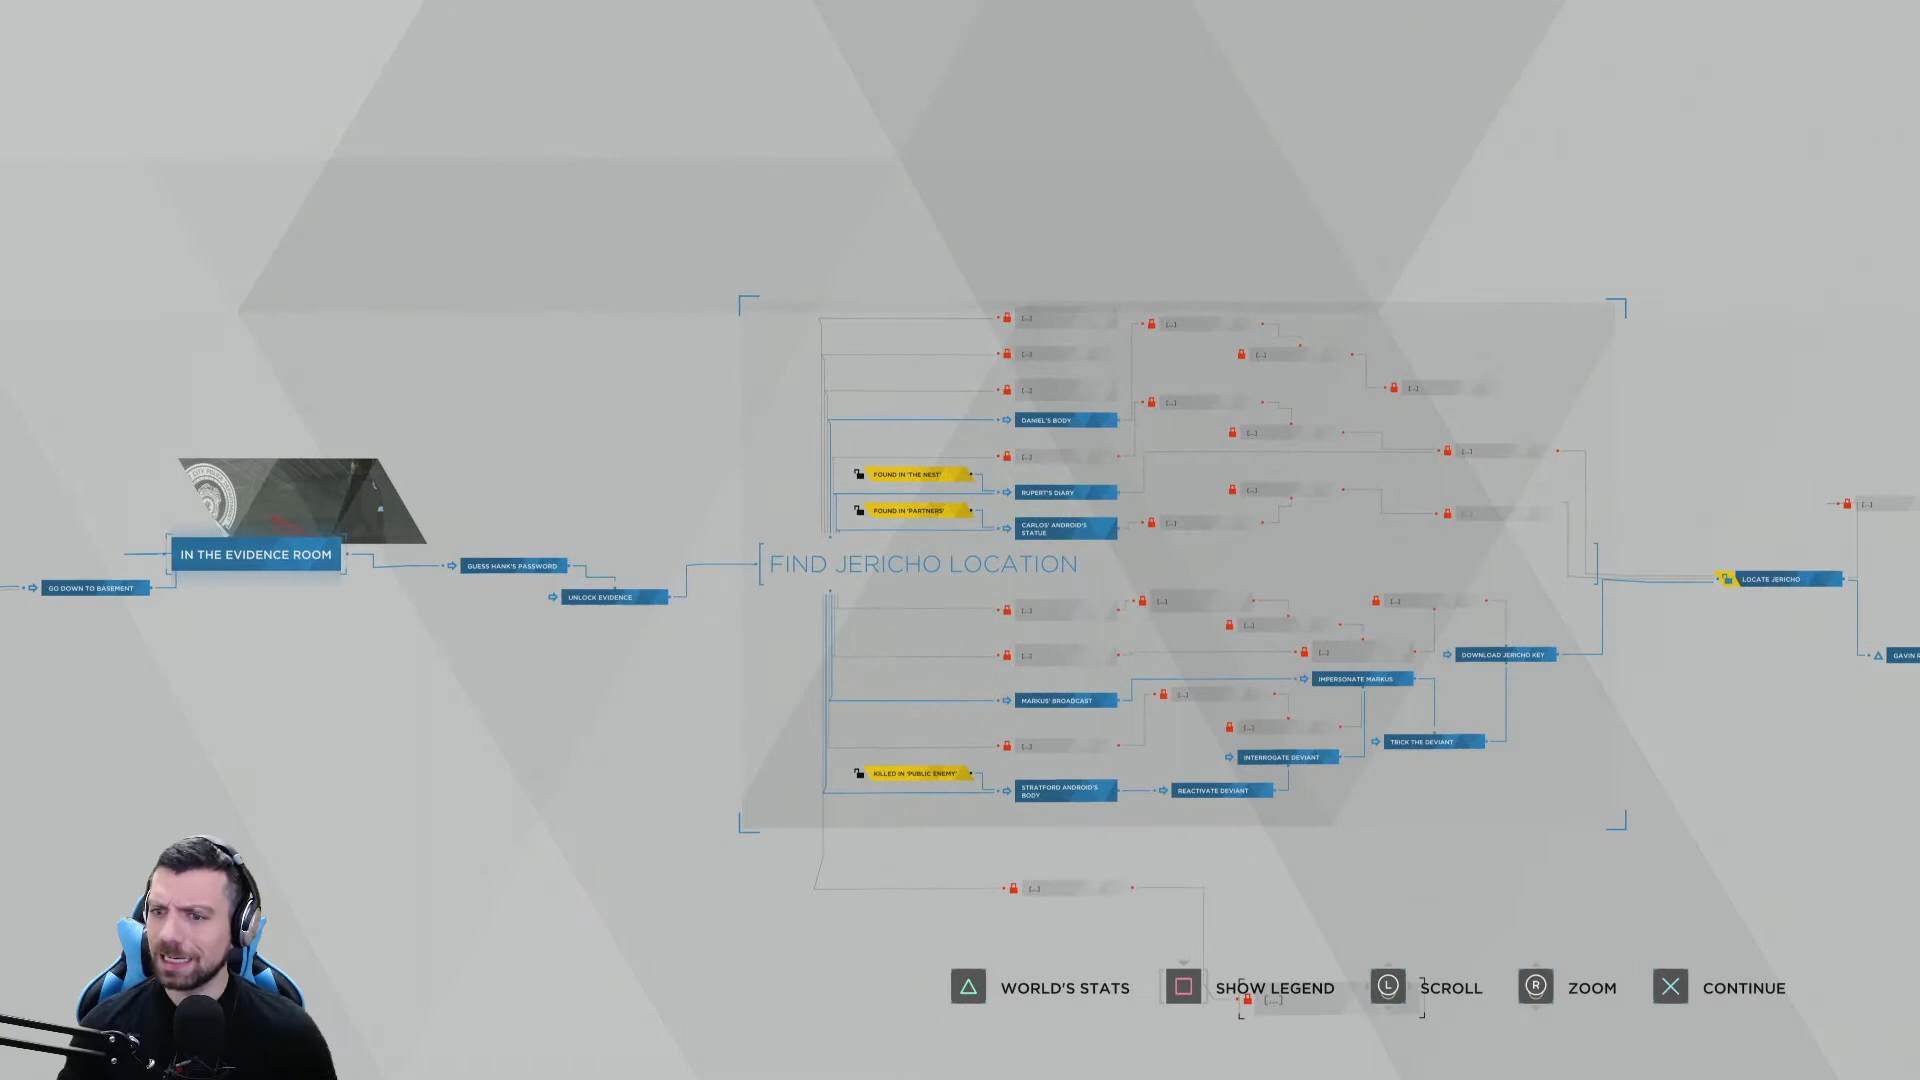 [...]
[...]
[...]
[...]
[...]
[...]
DANIEL'S BODY
[...]
[...]
[...]
[...]
FOUND IN 'THE NEST'
RUPERT'S DIARY
[...]
FOUND IN 'PARTNERS'
CARLOS' ANDROID'S
STATUE
[...]
[...]
[...]
IN THE EVIDENCE ROOM
GO DOWN TO BASEMENT
GUESS HANK'S PASSWORD
UNLOCK EVIDENCE
FIND JERICHO LOCATION
LOCATE JERICHO
[...]
[...]
[...]
[...]
[...]
[...]
DOWNLOAD JERICHO KEY
GAVIN R
IMPERSONATE MARKUS
MARKUS' BROADCAST
[...]
[...]
[...]
TRICK THE DEVIANT
INTERROGATE DEVIANT
KILLED IN 'PUBLIC ENEMY'
STRATFORD ANDROID'S
BODY
REACTIVATE DEVIANT
[...]
[...]
WORLD'S STATS
SHOW LEGEND
L
SCROLL
R
ZOOM
CONTINUE